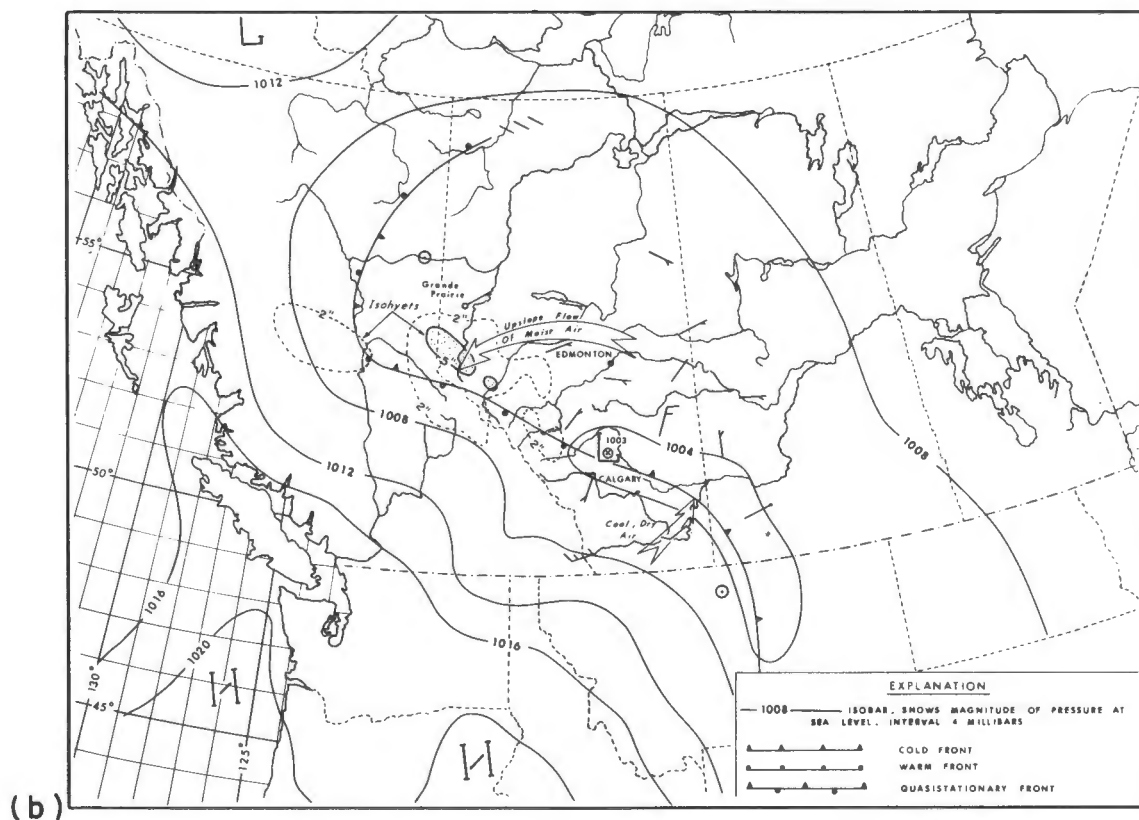 L
1012
55°
Grande
Prairie
Isohyets
2"
2"
Upslope Flow
Of Moist Air
EDMONTON
5"
2"
2"
1008
1003
1004
1008
1012
CALGARY
50°
Cool, Dry
Air
1016
1016
1020
H
130°
45°
125°
H
EXPLANATION
1008 ISOBAR, SHOWS MAGNITUDE OF PRESSURE AT
SEA LEVEL. INTERVAL 4 MILLIBARS
COLD FRONT
WARM FRONT
QUASISTATIONARY FRONT
(b)